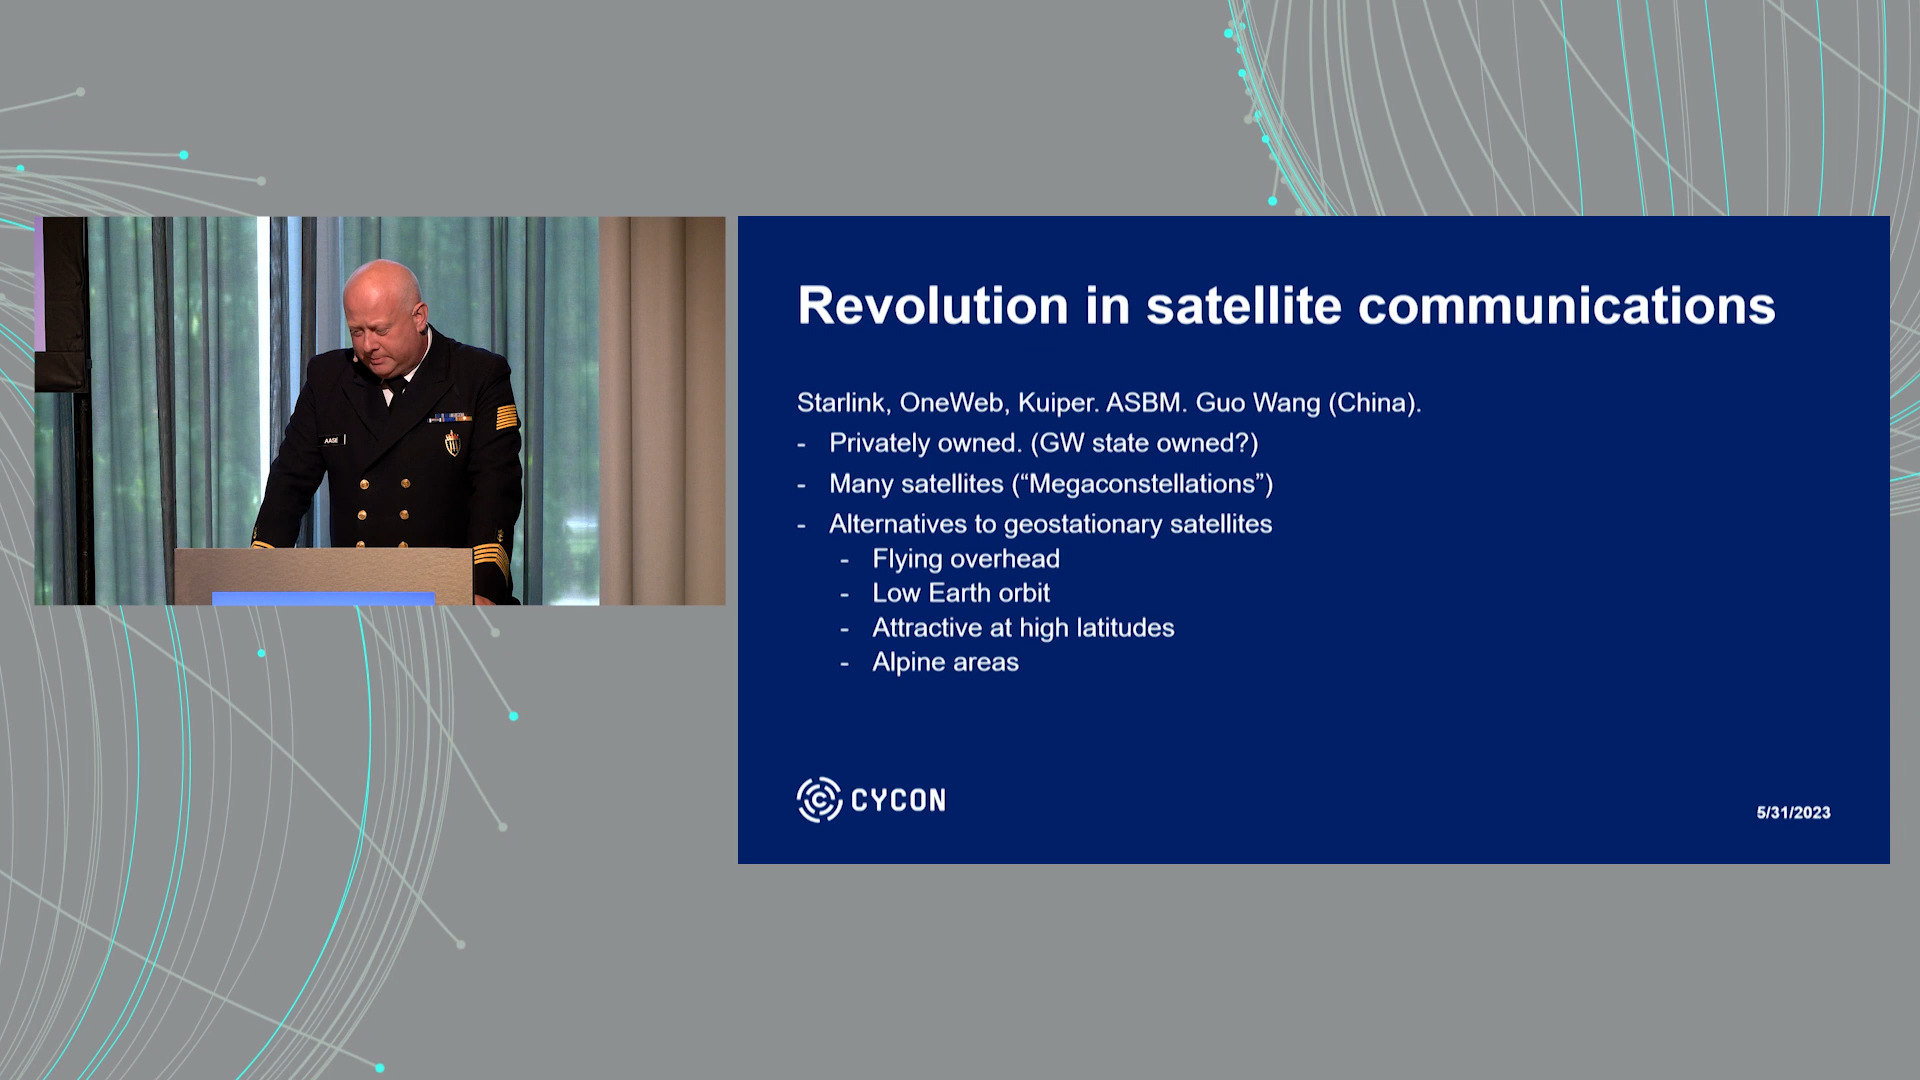 AASE
Revolution in satellite communications
Starlink, OneWeb, Kuiper. ASBM. Guo Wang (China).
- Privately owned. (GW state owned?)
- Many satellites (“Megaconstellations”)
- Alternatives to geostationary satellites
- Flying overhead
- Low Earth orbit
- Attractive at high latitudes
- Alpine areas
CYCON
5/31/2023